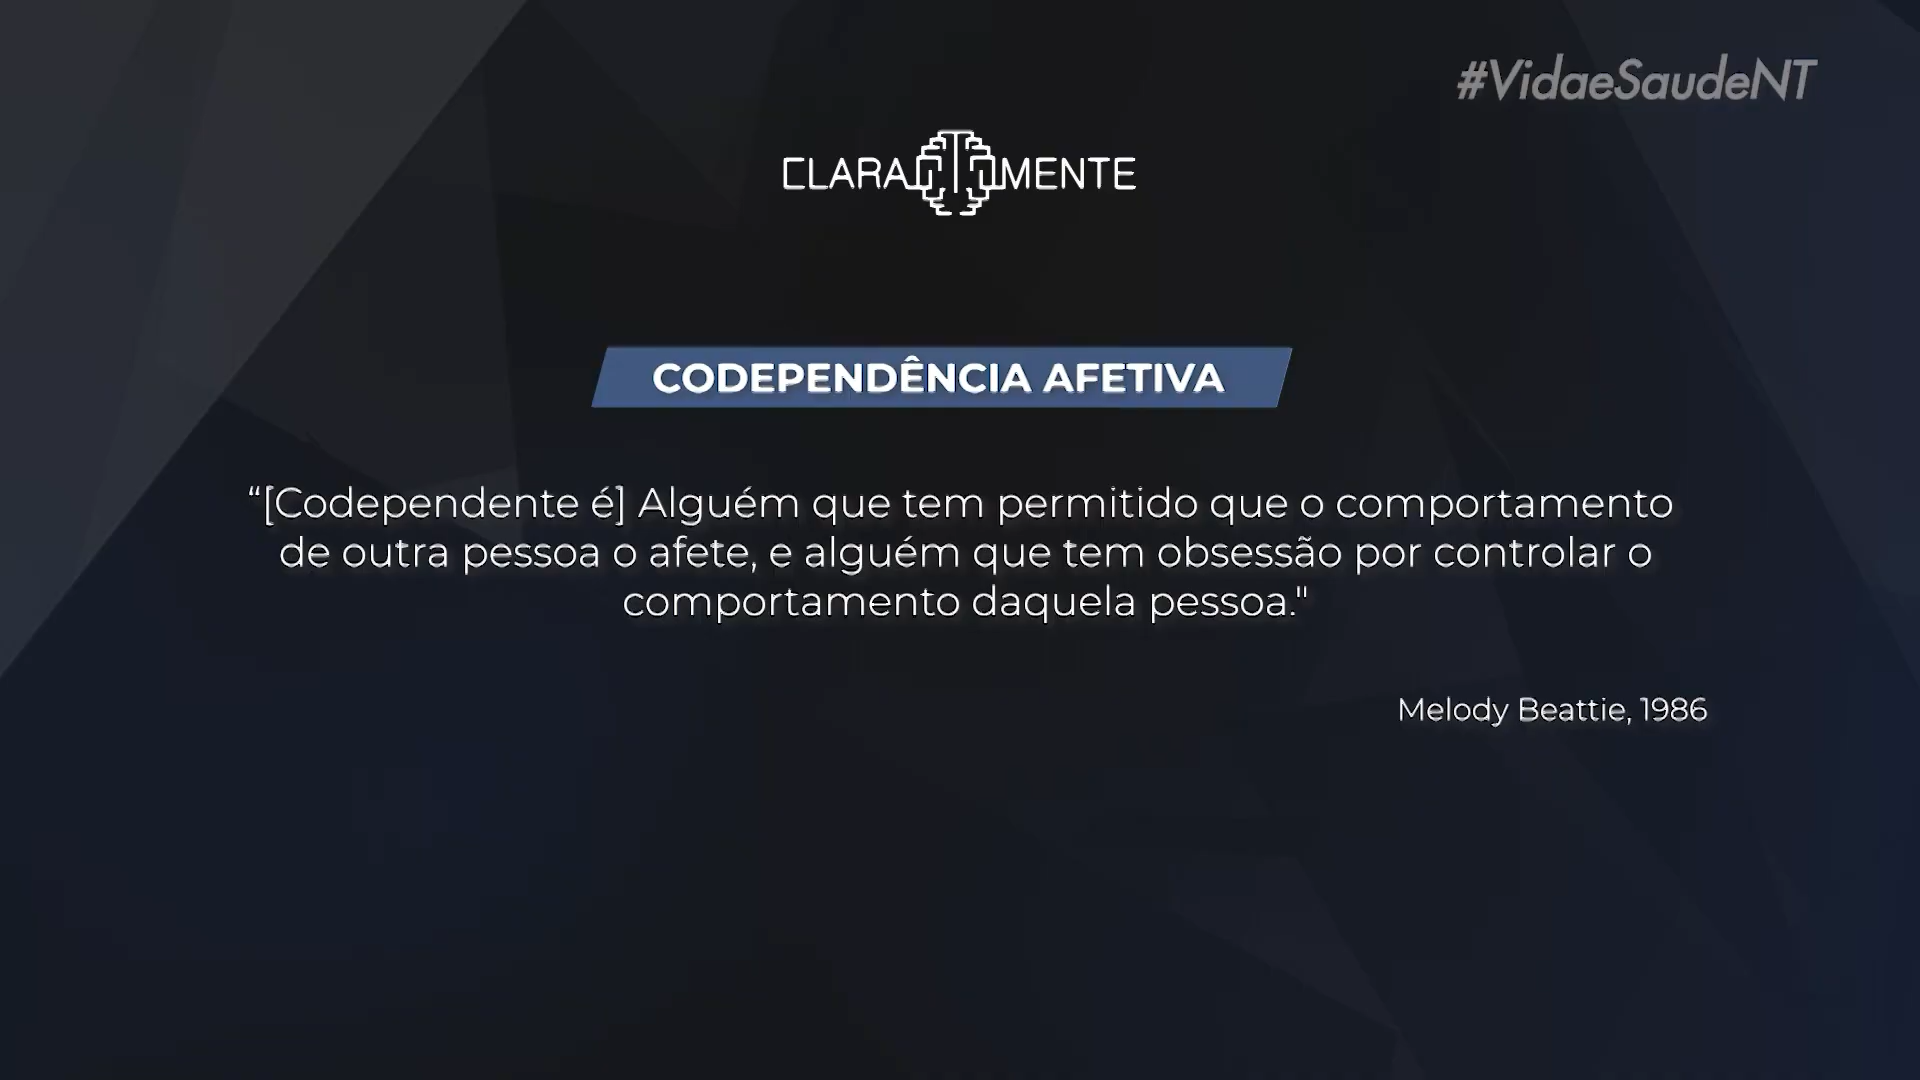 #VidaeSaudeNT
CLARAMENTE
CODEPENDÊNCIA AFETIVA
“[Codependente é] Alguém que tem permitido que o comportamento
de outra pessoa o afete, e alguém que tem obsessão por controlar o
comportamento daquela pessoa."
Melody Beattie, 1986